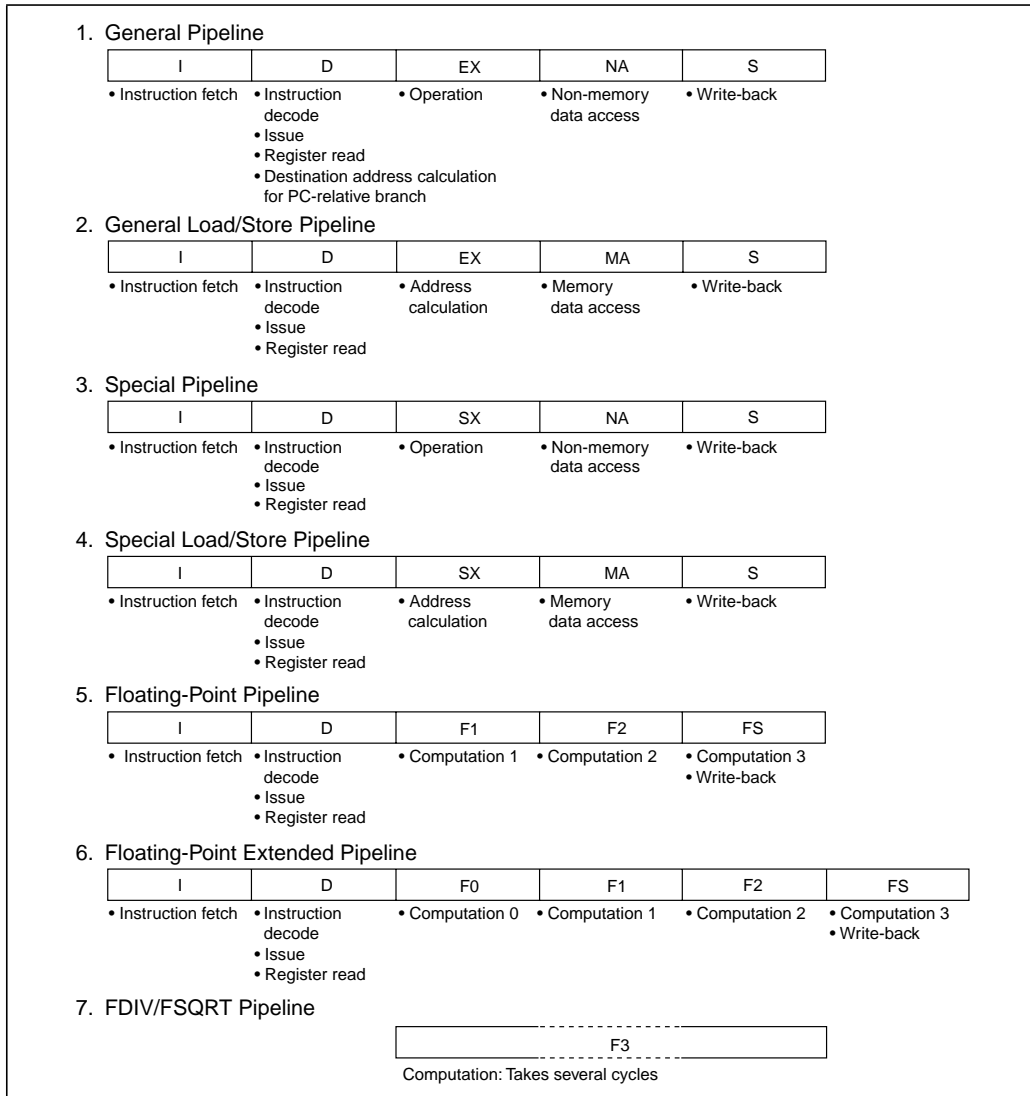 1. General Pipeline
I D EX NA S
• Instruction fetch • Instruction • Operation • Non-memory • Write-back
decode data access
• Issue
• Register read
• Destination address calculation
for PC-relative branch
2. General Load/Store Pipeline
I D EX MA S
• Instruction fetch • Instruction • Address • Memory • Write-back
decode calculation data access
• Issue
• Register read
3. Special Pipeline
I D SX NA S
• Instruction fetch • Instruction • Operation • Non-memory • Write-back
decode data access
• Issue
• Register read
4. Special Load/Store Pipeline
I D SX MA S
• Instruction fetch • Instruction • Address • Memory • Write-back
decode calculation data access
• Issue
• Register read
5. Floating-Point Pipeline
I D F1 F2 FS
• Instruction fetch • Instruction • Computation 1 • Computation 2 • Computation 3
decode • Write-back
• Issue
• Register read
6. Floating-Point Extended Pipeline
I D F0 F1 F2 FS
• Instruction fetch • Instruction • Computation 0 • Computation 1 • Computation 2 • Computation 3
decode • Write-back
• Issue
• Register read
7. FDIV/FSQRT Pipeline
F3
Computation: Takes several cycles